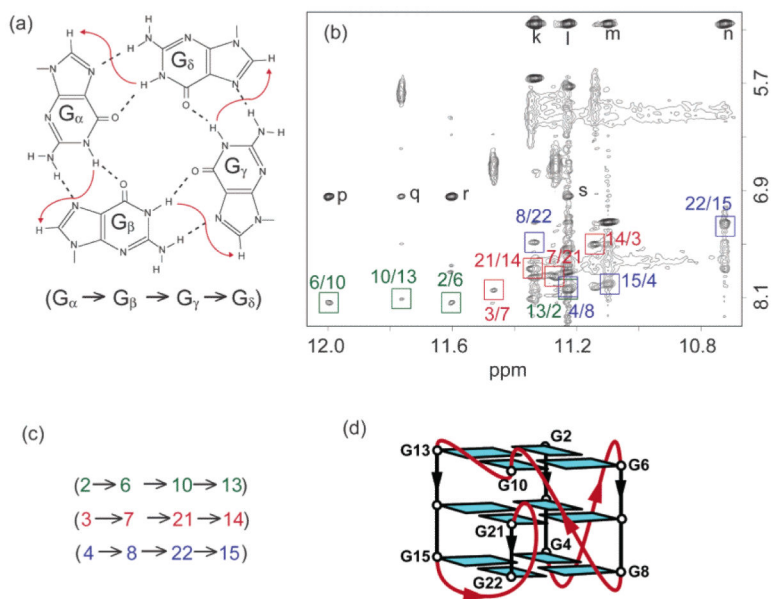 (a)
H
H
N
H
N
N
N
N
H
Gδ
N
N
H
N
O
N
Gα
O
H
N
N
H
H
N
H
N
H
O
Gγ
N
N
H
O
N
N
H
N
Gβ
N
H
N
N
N
H
H
(Gα → Gβ → Gγ → Gδ)
(b)
k l m n
5.7
p q r s
6.9
8/22 22/15
21/14 7/21 14/3
6/10 10/13 2/6 15/4
3/7 13/2 4/8
8.1
12.0 11.6 11.2 10.8
ppm
(c)
(2→6 →10→13)
(3→7 →21→14)
(4→8 →22→15)
(d)
G13 G2
G10 G6
G21
G15 G4
G22 G8